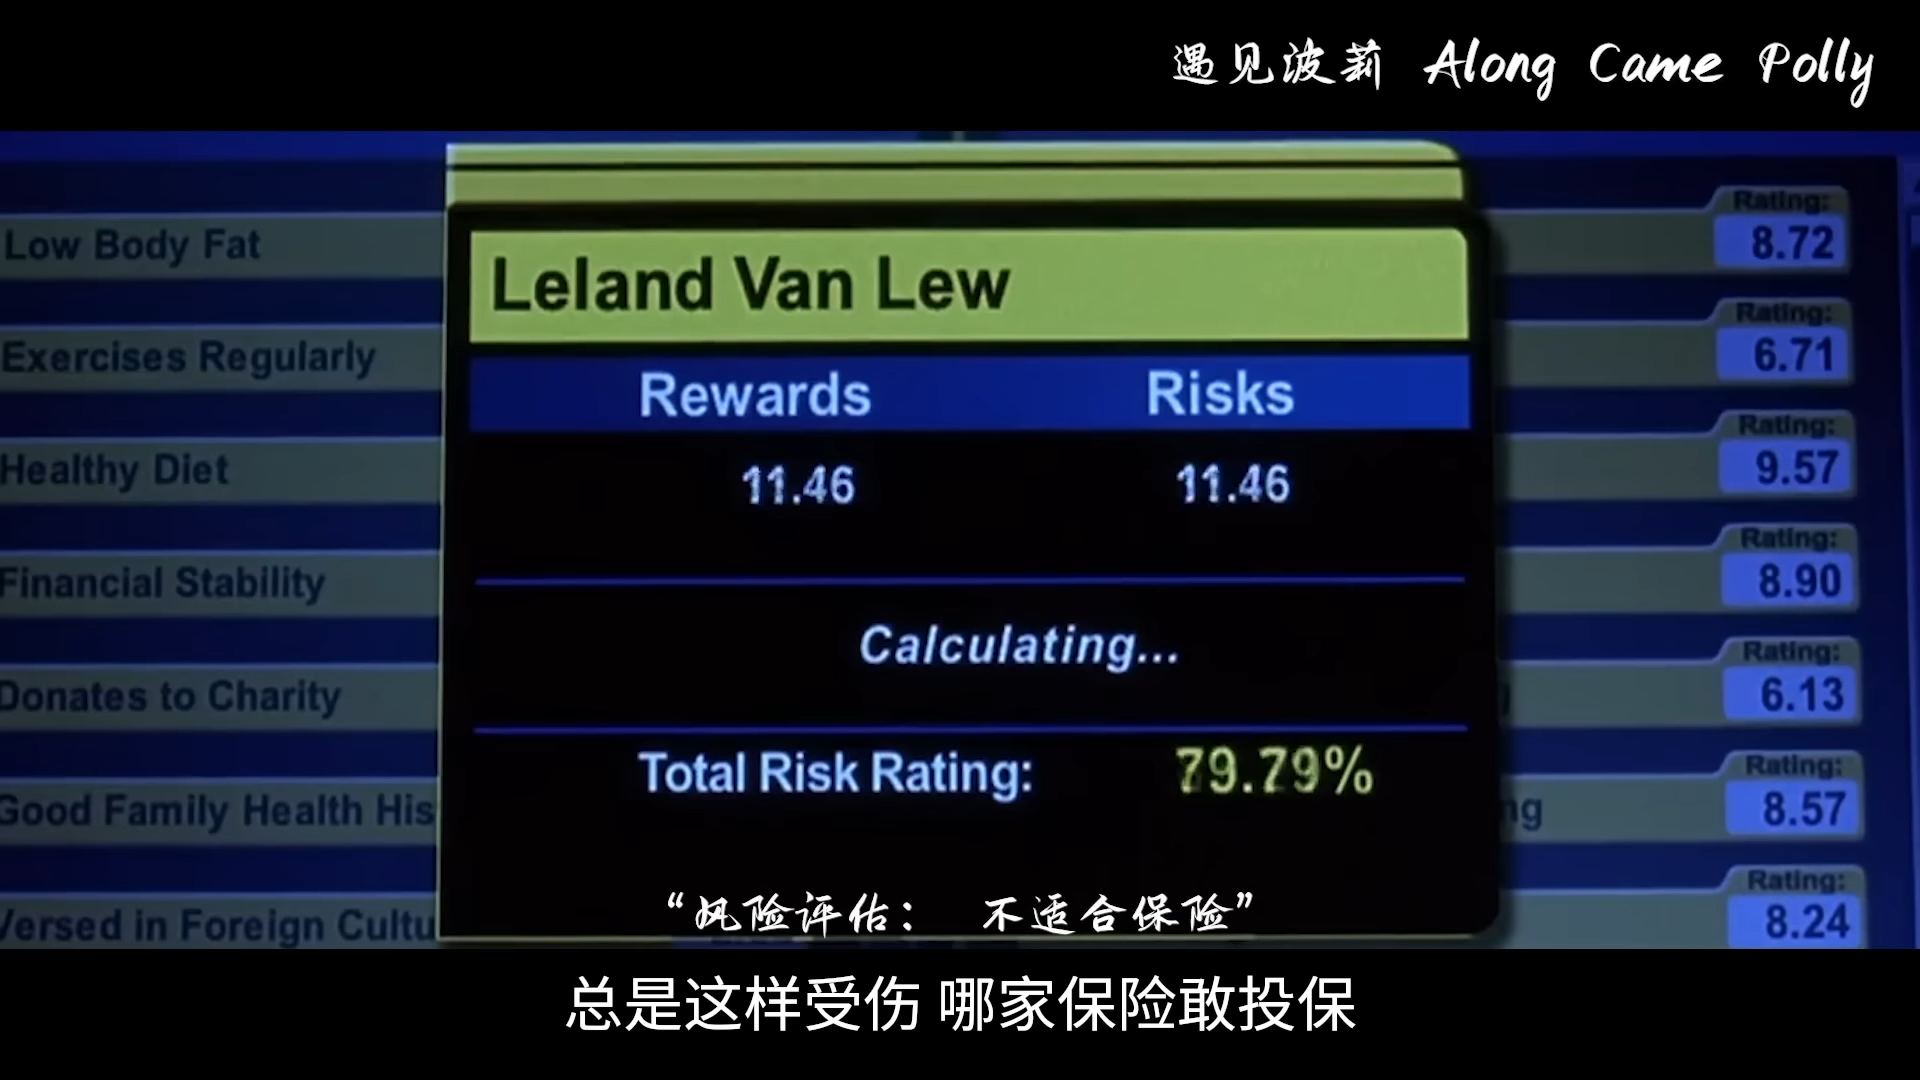 遇见波莉 Along Came Polly
Low Body Fat
Rating:
8.72
Exercises Regularly
Rating:
6.71
Healthy Diet
Rating:
9.57
Financial Stability
Rating:
8.90
Donates to Charity
Rating:
6.13
Good Family Health His
Rating:
8.57
Versed in Foreign Cultu
Rating:
8.24
Leland Van Lew
Rewards Risks
11.46 11.46
Calculating...
Total Risk Rating: 79.79%
“风险评估： 不适合保险”
总是这样受伤 哪家保险敢投保